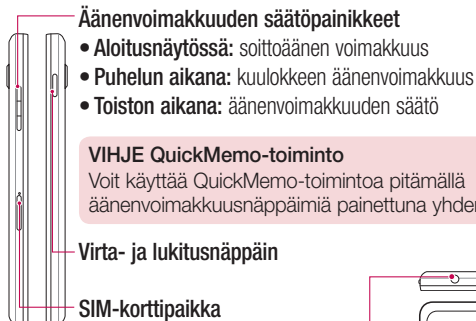 Äänenvoimakkuuden säätöpainikkeet
• Aloitusnäytössä: soittoäänen voimakkuus
• Puhelun aikana: kuulokkeen äänenvoimakkuus
• Toiston aikana: äänenvoimakkuuden säätö
VIHJE QuickMemo-toiminto
Voit käyttää QuickMemo-toimintoa pitämällä
äänenvoimakkuusnäppäimiä painettuna
Virta- ja lukitusnäppäin
SIM-korttipaikka